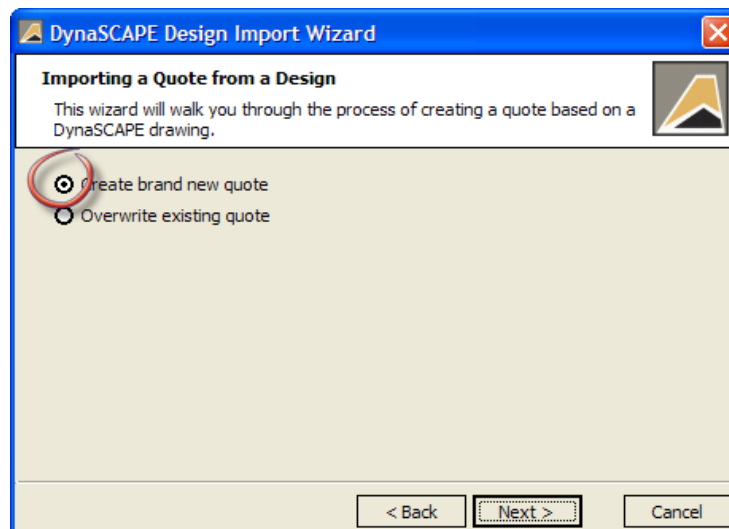 DynaSCAPE Design Import Wizard
Importing a Quote from a Design
This wizard will walk you through the process of creating a quote based on a
DynaSCAPE drawing.
Create brand new quote
Overwrite existing quote
< Back Next > Cancel